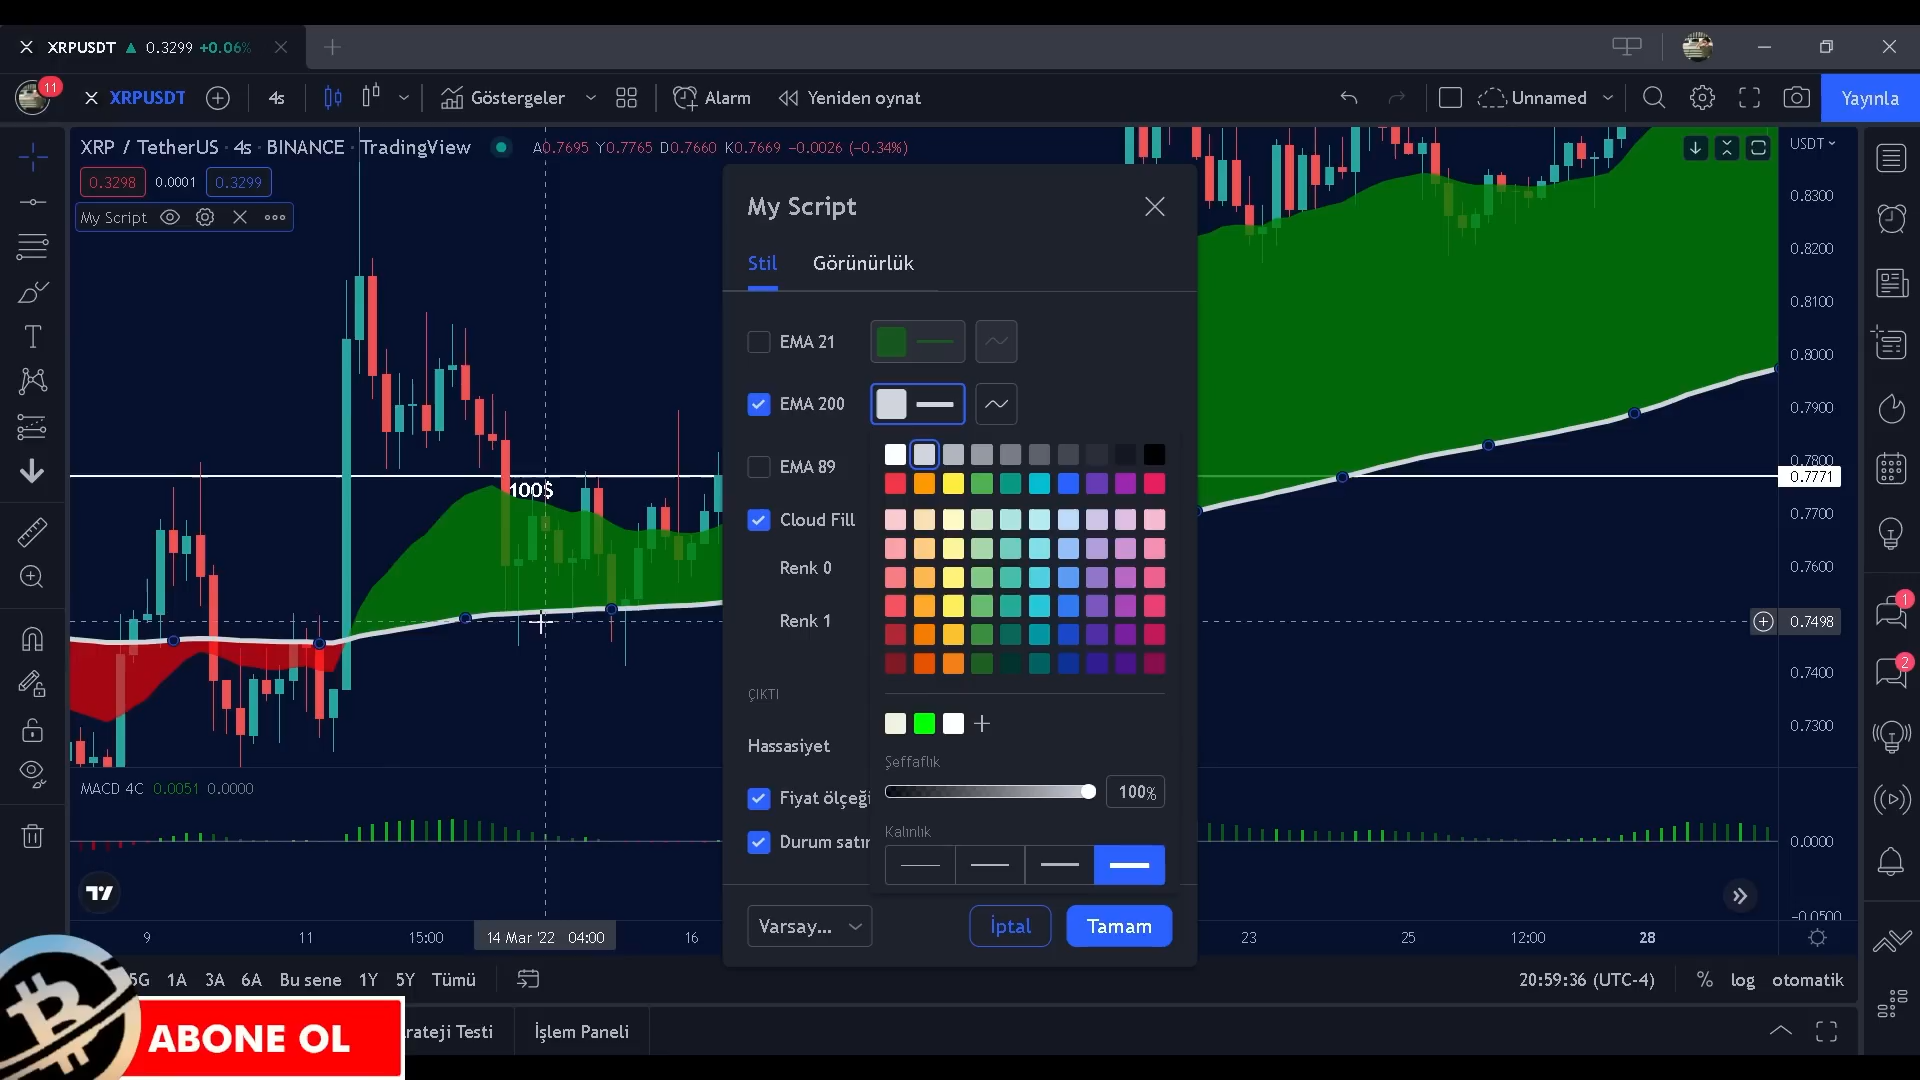 XRPUSDT ▲ 0.3299 +0.06%
11
XRPUSDT 4s Göstergeler Alarm Yeniden oynat Unnamed Yayınla
XRP / TetherUS · 4s · BINANCE · TradingView A0.7695 Y0.7765 D0.7660 K0.7669 −0.0026 (−0.34%)
USDT
0.3298 0.0001 0.3299
My Script
My Script
Stil Görünürlük
EMA 21
EMA 200
EMA 89
Cloud Fill
Renk 0
Renk 1
ÇIKTI
Hassasiyet
Fiyat ölçeği
Durum satır
Şeffaflık
100%
Kalınlık
Varsay... İptal Tamam
100$
0.8300
0.8200
0.8100
0.8000
0.7900
0.7800
0.7771
0.7700
0.7600
0.7498
0.7400
0.7300
1
2
MACD 4C 0.0051 0.0000
0.0000
−0.0500
9 11 15:00 14 Mar '22 04:00 16 23 25 12:00 28
5G 1A 3A 6A Bu sene 1Y 5Y Tümü 20:59:36 (UTC-4) % log otomatik
rateji Testi İşlem Paneli
ABONE OL